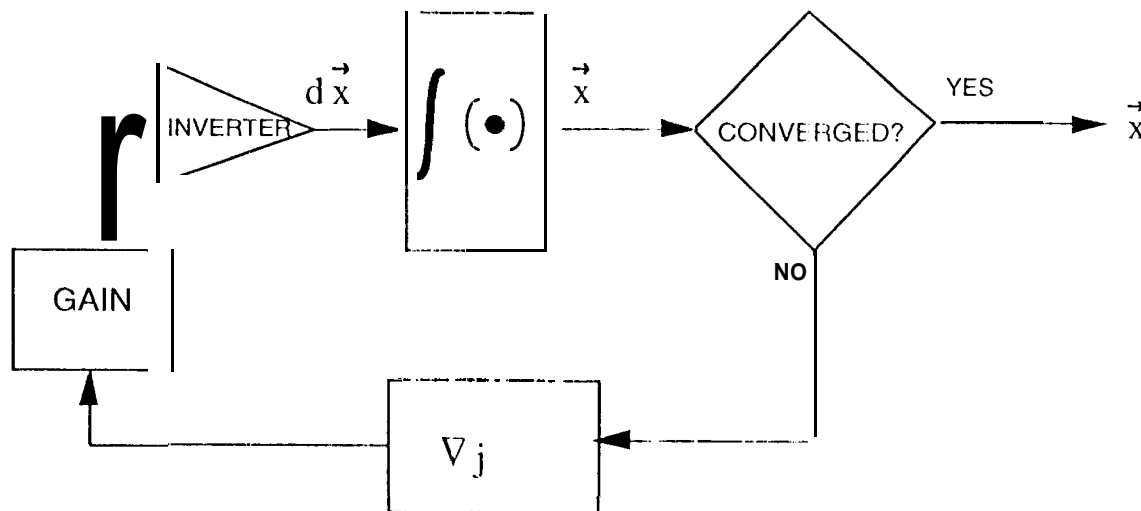 INVERTER
d x⃗
∫ (•)
x⃗
CONVERGED?
YES
x⃗
NO
GAIN
∇ j